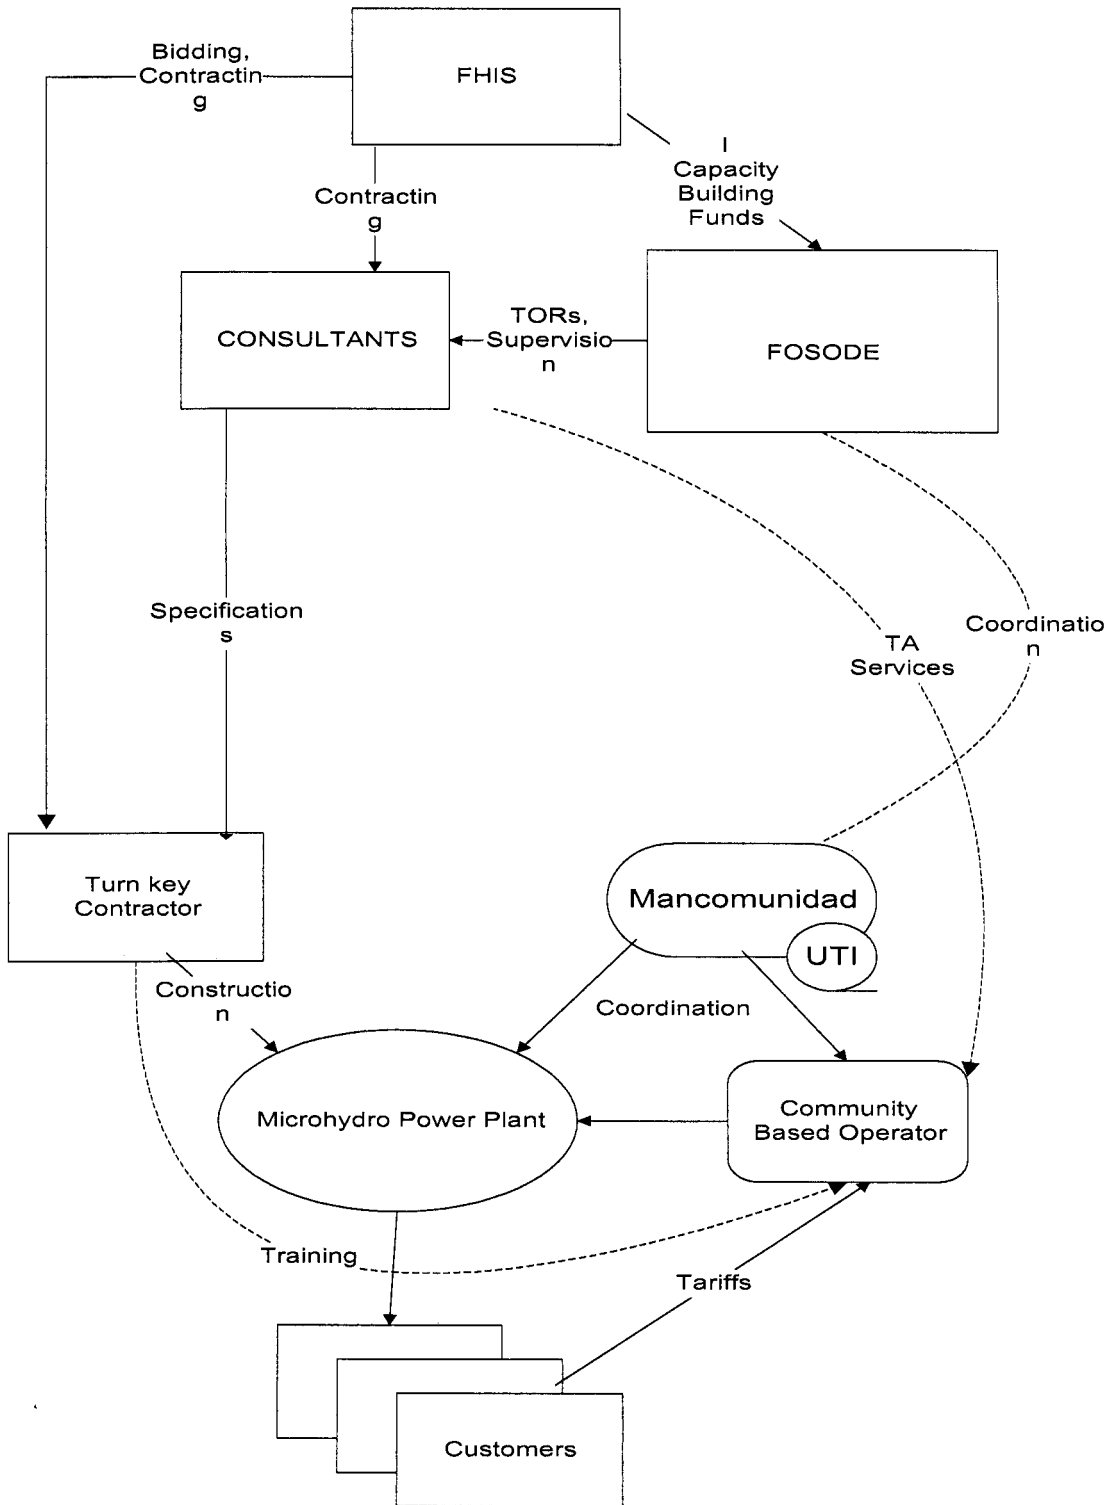 Bidding,
Contractin
g
FHIS
I
Capacity
Building
Funds
Contractin
g
CONSULTANTS
TORs,
Supervisio
n
FOSODE
Specification
s
TA
Services
Coordinatio
n
Turn key
Contractor
Mancomunidad
UTI
Constructio
n
Coordination
Microhydro Power Plant
Community
Based Operator
Training
Tariffs
Customers